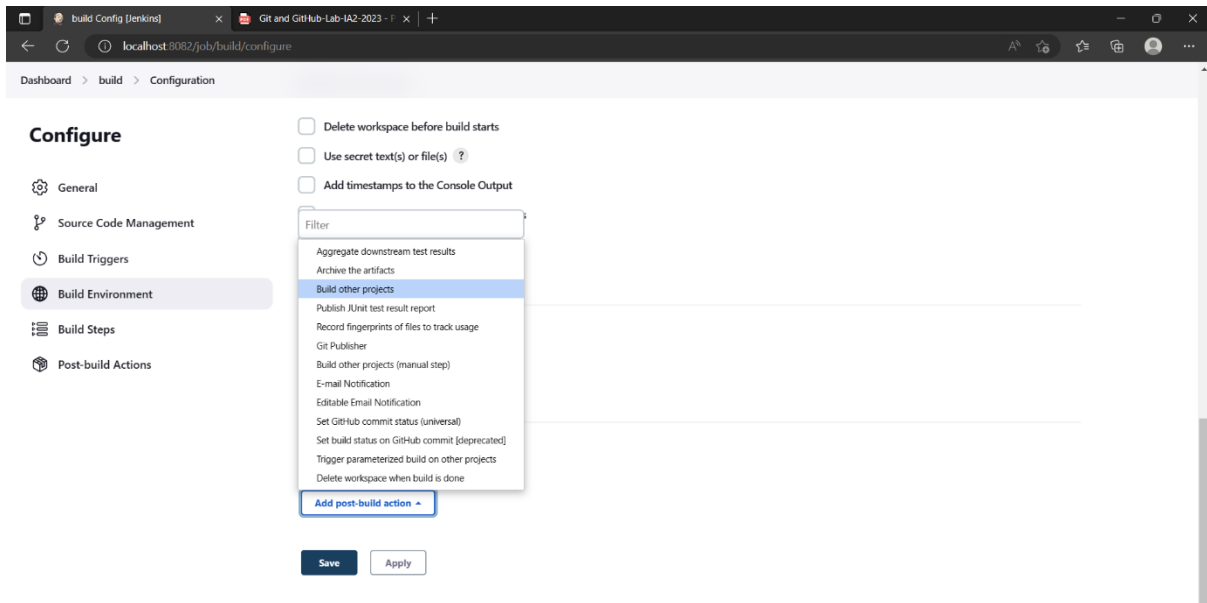 build Config [Jenkins]
Git and GitHub-Lab-IA2-2023 - P
localhost:8082/job/build/configure
Dashboard > build > Configuration
Configure
General
Source Code Management
Build Triggers
Build Environment
Build Steps
Post-build Actions
Delete workspace before build starts
Use secret text(s) or file(s) ?
Add timestamps to the Console Output
Filter
Aggregate downstream test results
Archive the artifacts
Build other projects
Publish JUnit test result report
Record fingerprints of files to track usage
Git Publisher
Build other projects (manual step)
E-mail Notification
Editable Email Notification
Set GitHub commit status (universal)
Set build status on GitHub commit [deprecated]
Trigger parameterized build on other projects
Delete workspace when build is done
Add post-build action
Save
Apply